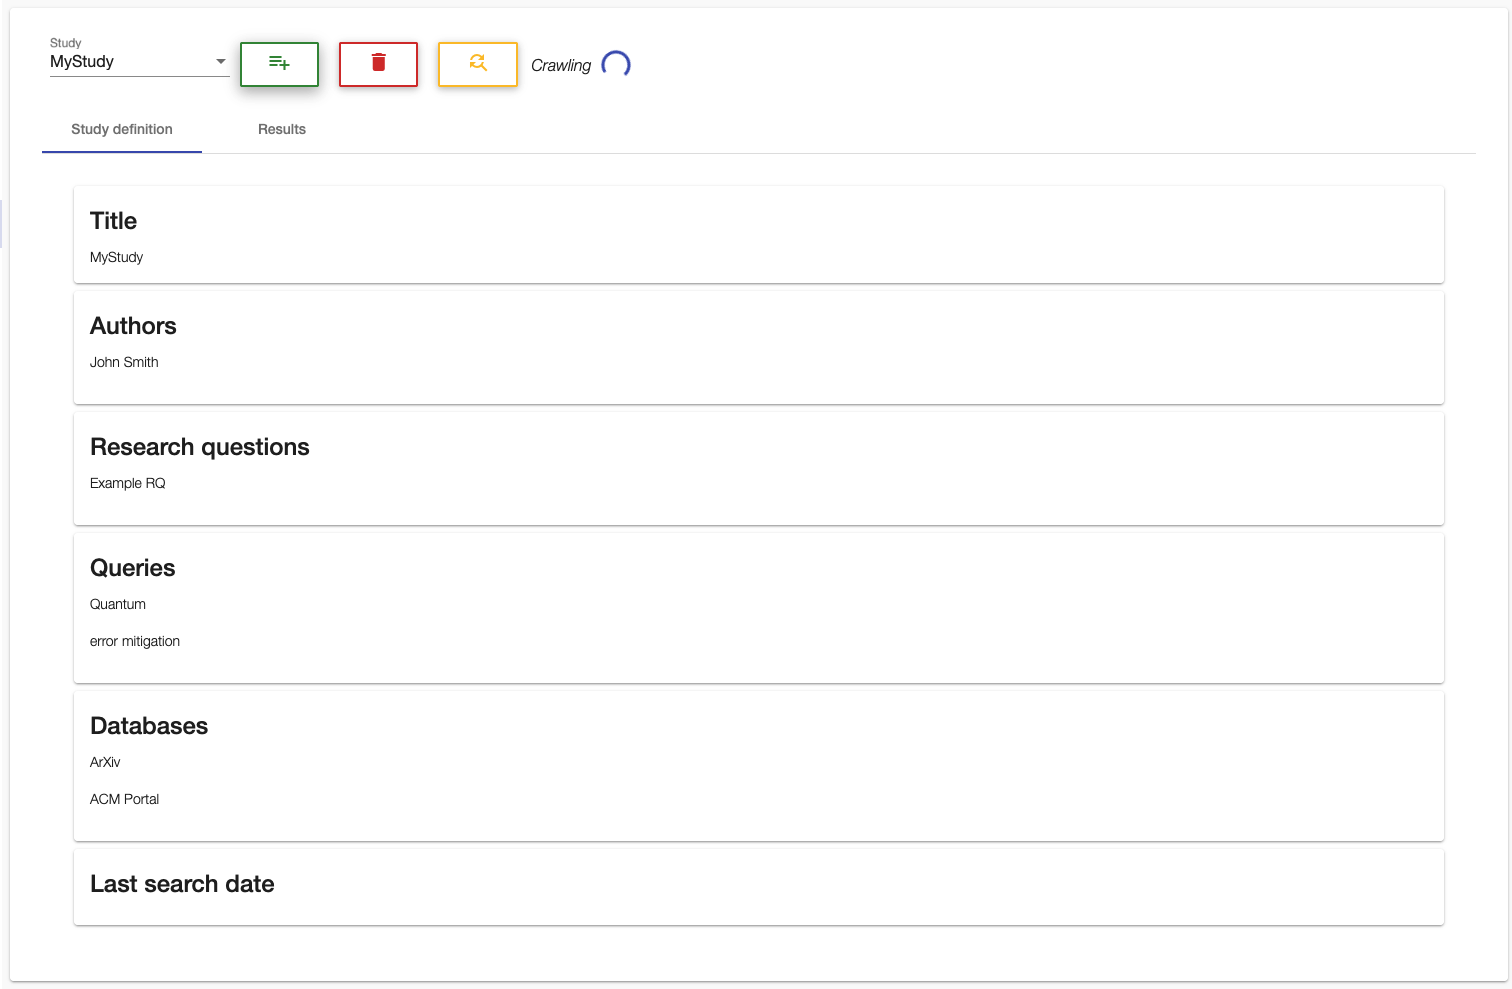 Study
MyStudy
Crawling
Study definition
Results
Title
MyStudy
Authors
John Smith
Research questions
Example RQ
Queries
Quantum
error mitigation
Databases
ArXiv
ACM Portal
Last search date